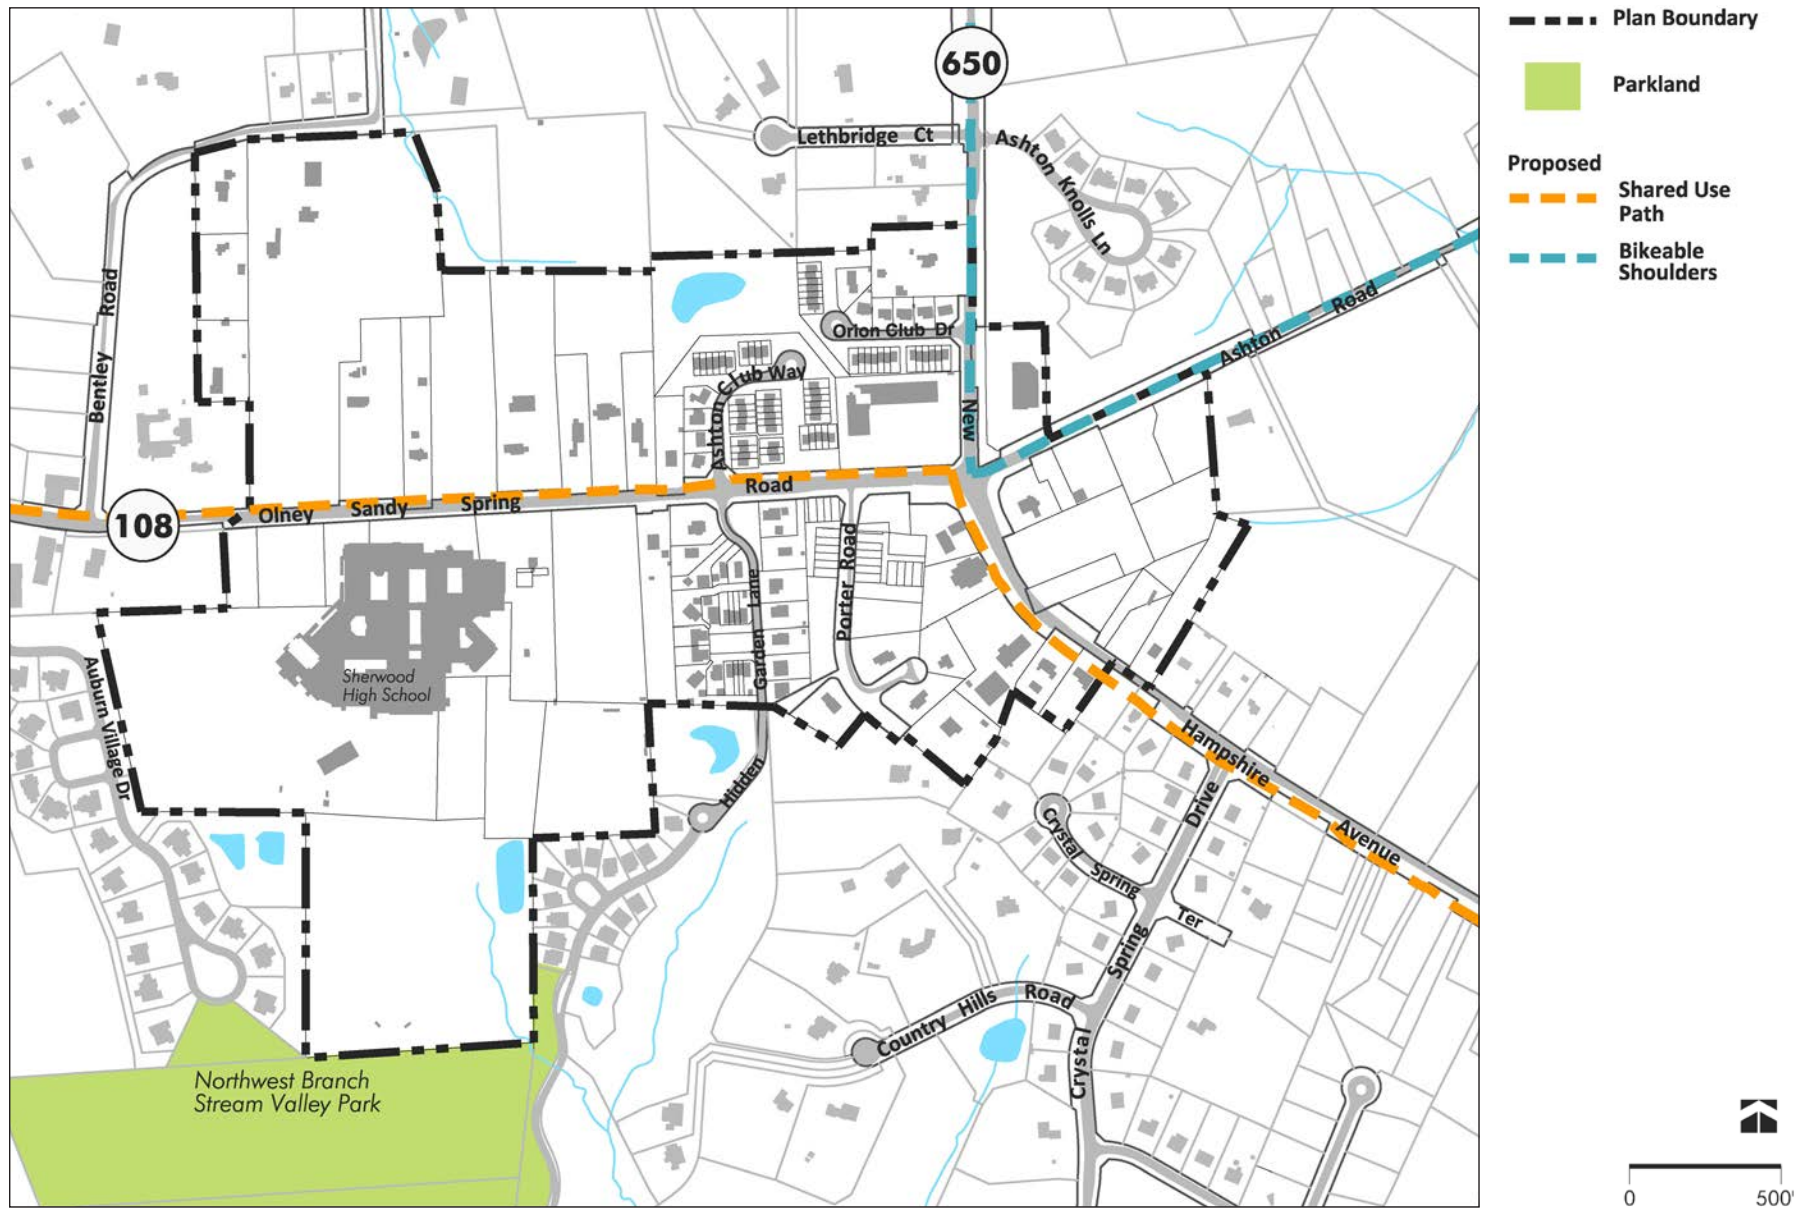 Plan Boundary
Parkland
Proposed
Shared Use
Path
Bikeable
Shoulders
650
Lethbridge Ct
Ashton Knolls Ln
Bentley Road
Orion Club Dr
Ashton Club Way
Ashton Road
New
108
Olney Sandy Spring Road
Porter Road
Garden Lane
Hidden
Sherwood
High School
Auburn Village Dr
Hampshire
Avenue
Drive
Crystal
Spring
Ter
Spring
Country Hills Road
Crystal
Northwest Branch
Stream Valley Park
0 500'